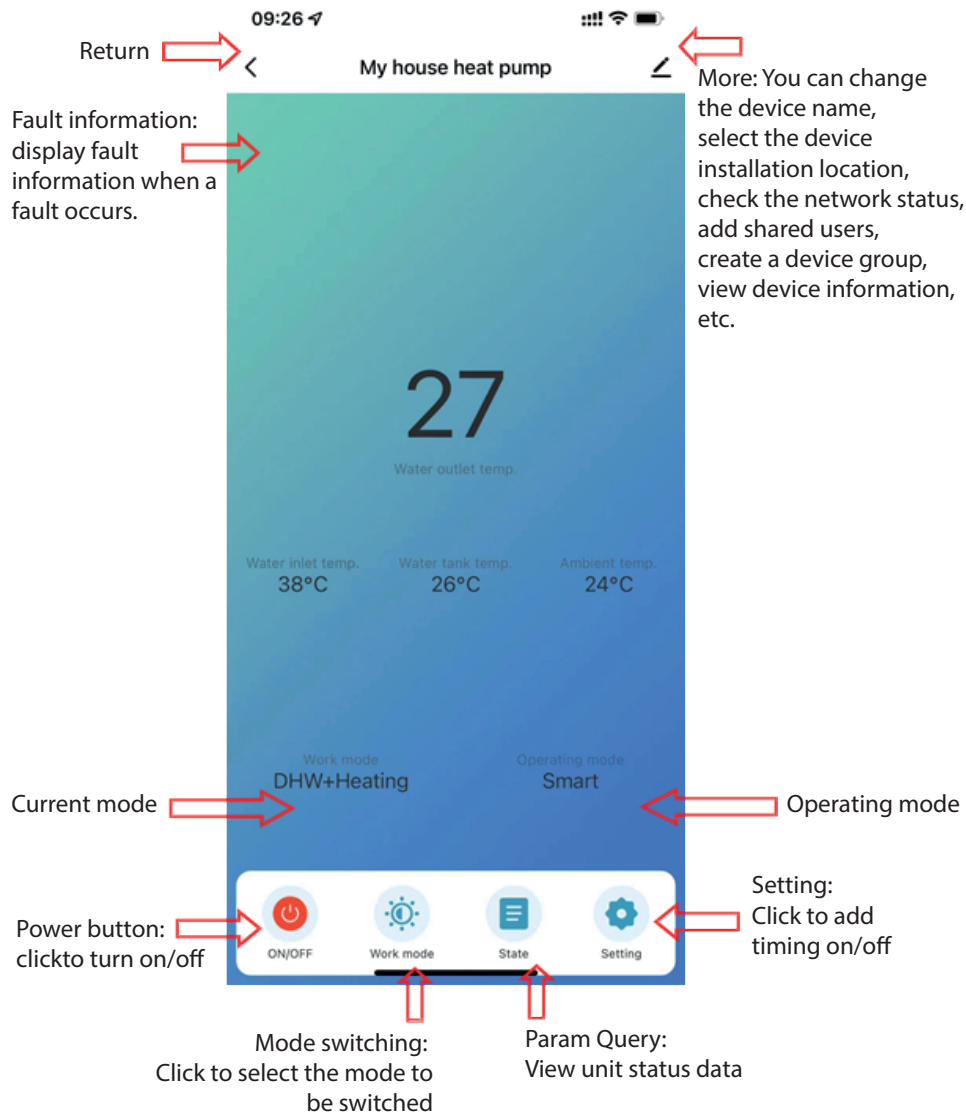 09:26
Return
My house heat pump
More: You can change
the device name,
select the device
installation location,
check the network status,
add shared users,
create a device group,
view device information,
etc.
Fault information:
display fault
information when a
fault occurs.
27
Water outlet temp.
Water inlet temp.
38°C
Water tank temp.
26°C
Ambient temp.
24°C
Work mode
DHW+Heating
Operating mode
Smart
Current mode
Operating mode
Power button:
clickto turn on/off
ON/OFF
Work mode
State
Setting
Setting:
Click to add
timing on/off
Mode switching:
Click to select the mode to
be switched
Param Query:
View unit status data